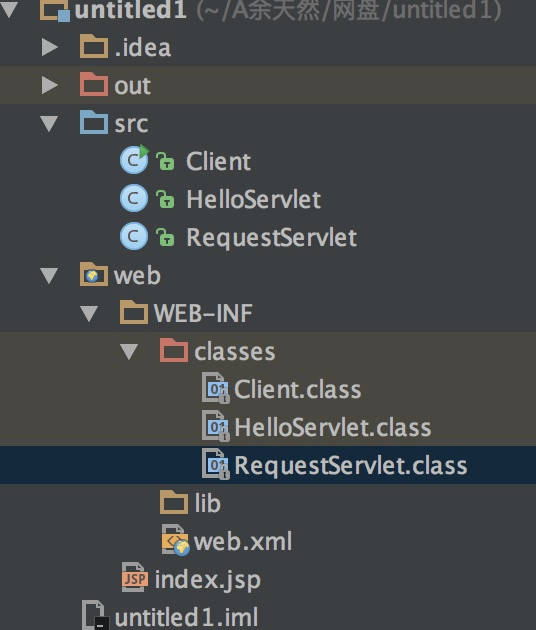 untitled1 (~/A余天然/网盘/untitled1)
.idea
out
src
Client
HelloServlet
RequestServlet
web
WEB-INF
classes
Client.class
HelloServlet.class
RequestServlet.class
lib
web.xml
index.jsp
untitled1.iml